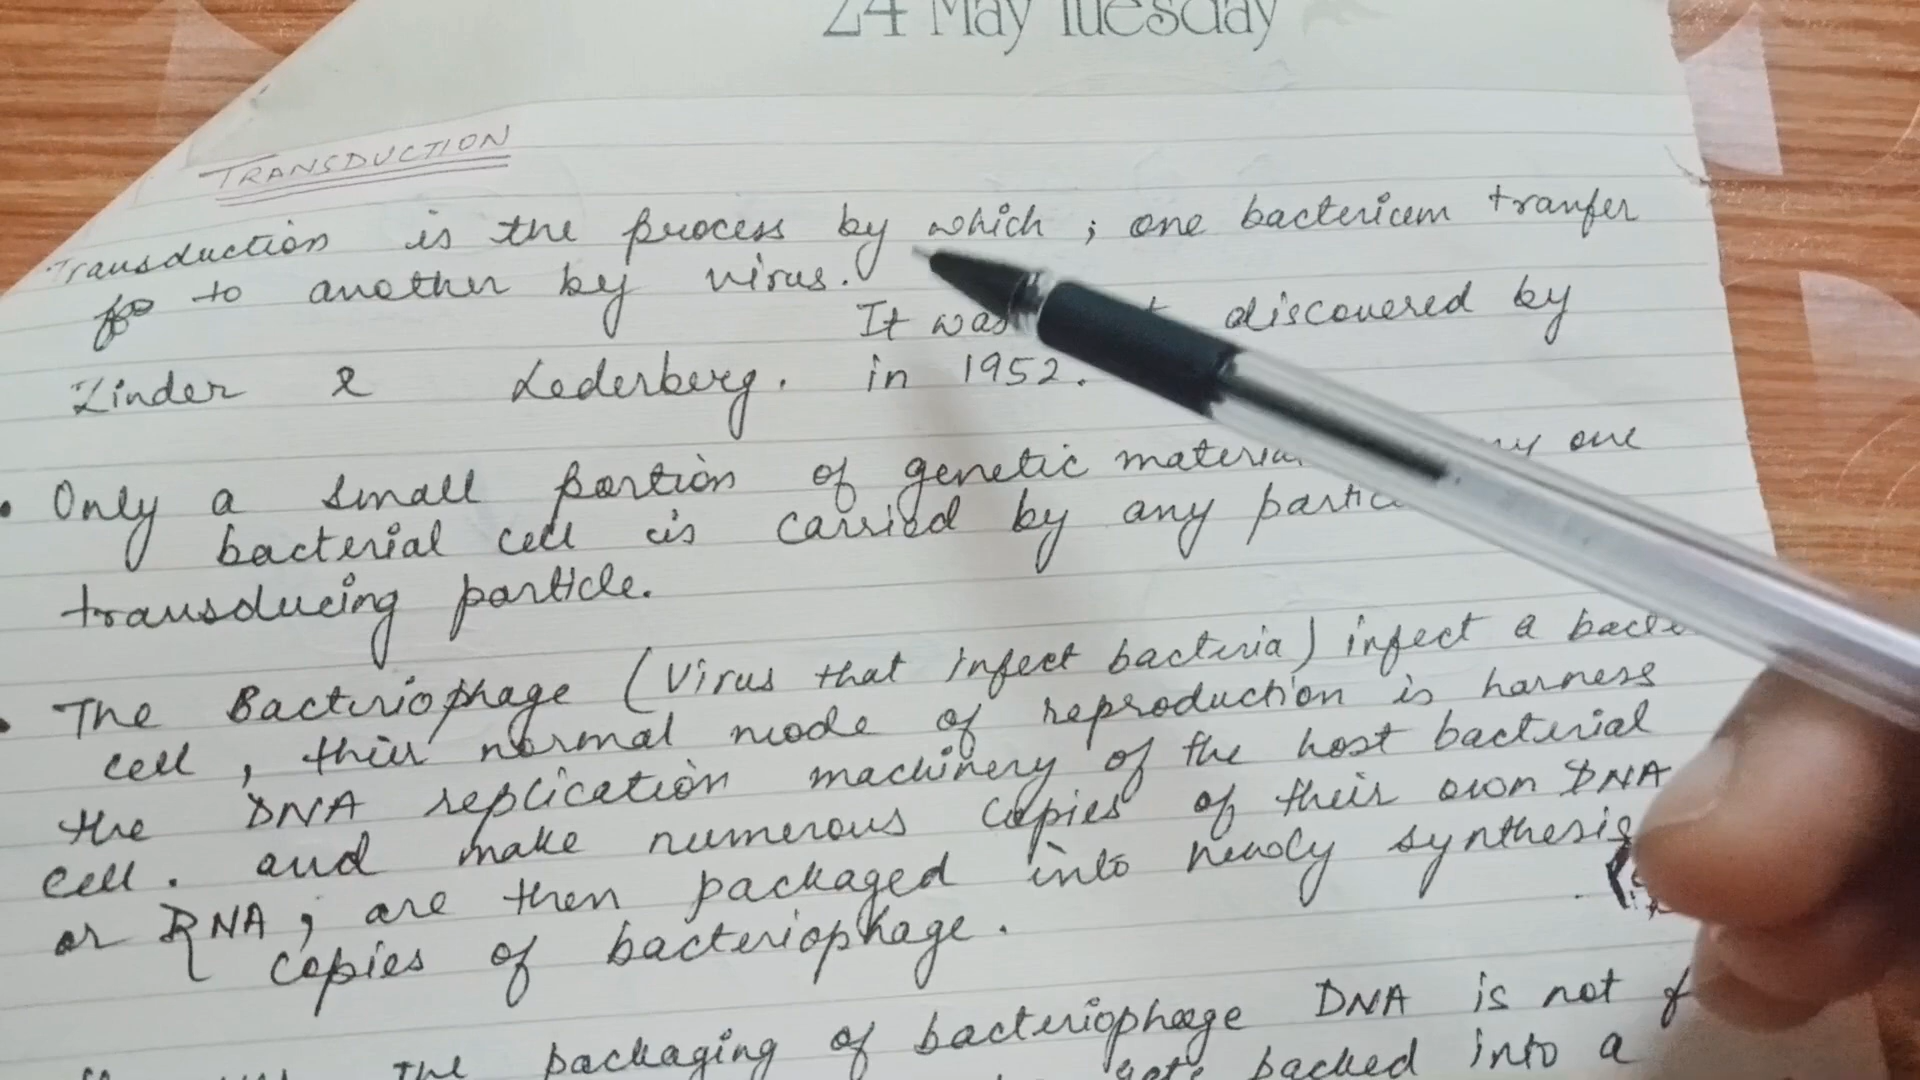 24 May Tuesday
TRANSDUCTION
Transduction is the process by which ; one bacterium tranfer
to another by virus.
It was discovered by
Zinder & Lederberg. in 1952.
Only a small portion of genetic one
bacterial cell is carried by any
transducing particle.
The Bacteriophage (Virus that infect bacteria) infect a
cell , their normal mode of reproduction is harness
the DNA replication machinery of the host bacterial
cell . and make numerous copies of their own DNA
or RNA ; are then packaged into newly
copies of bacteriophage .
The packaging of bacteriophage DNA is not
packed into a